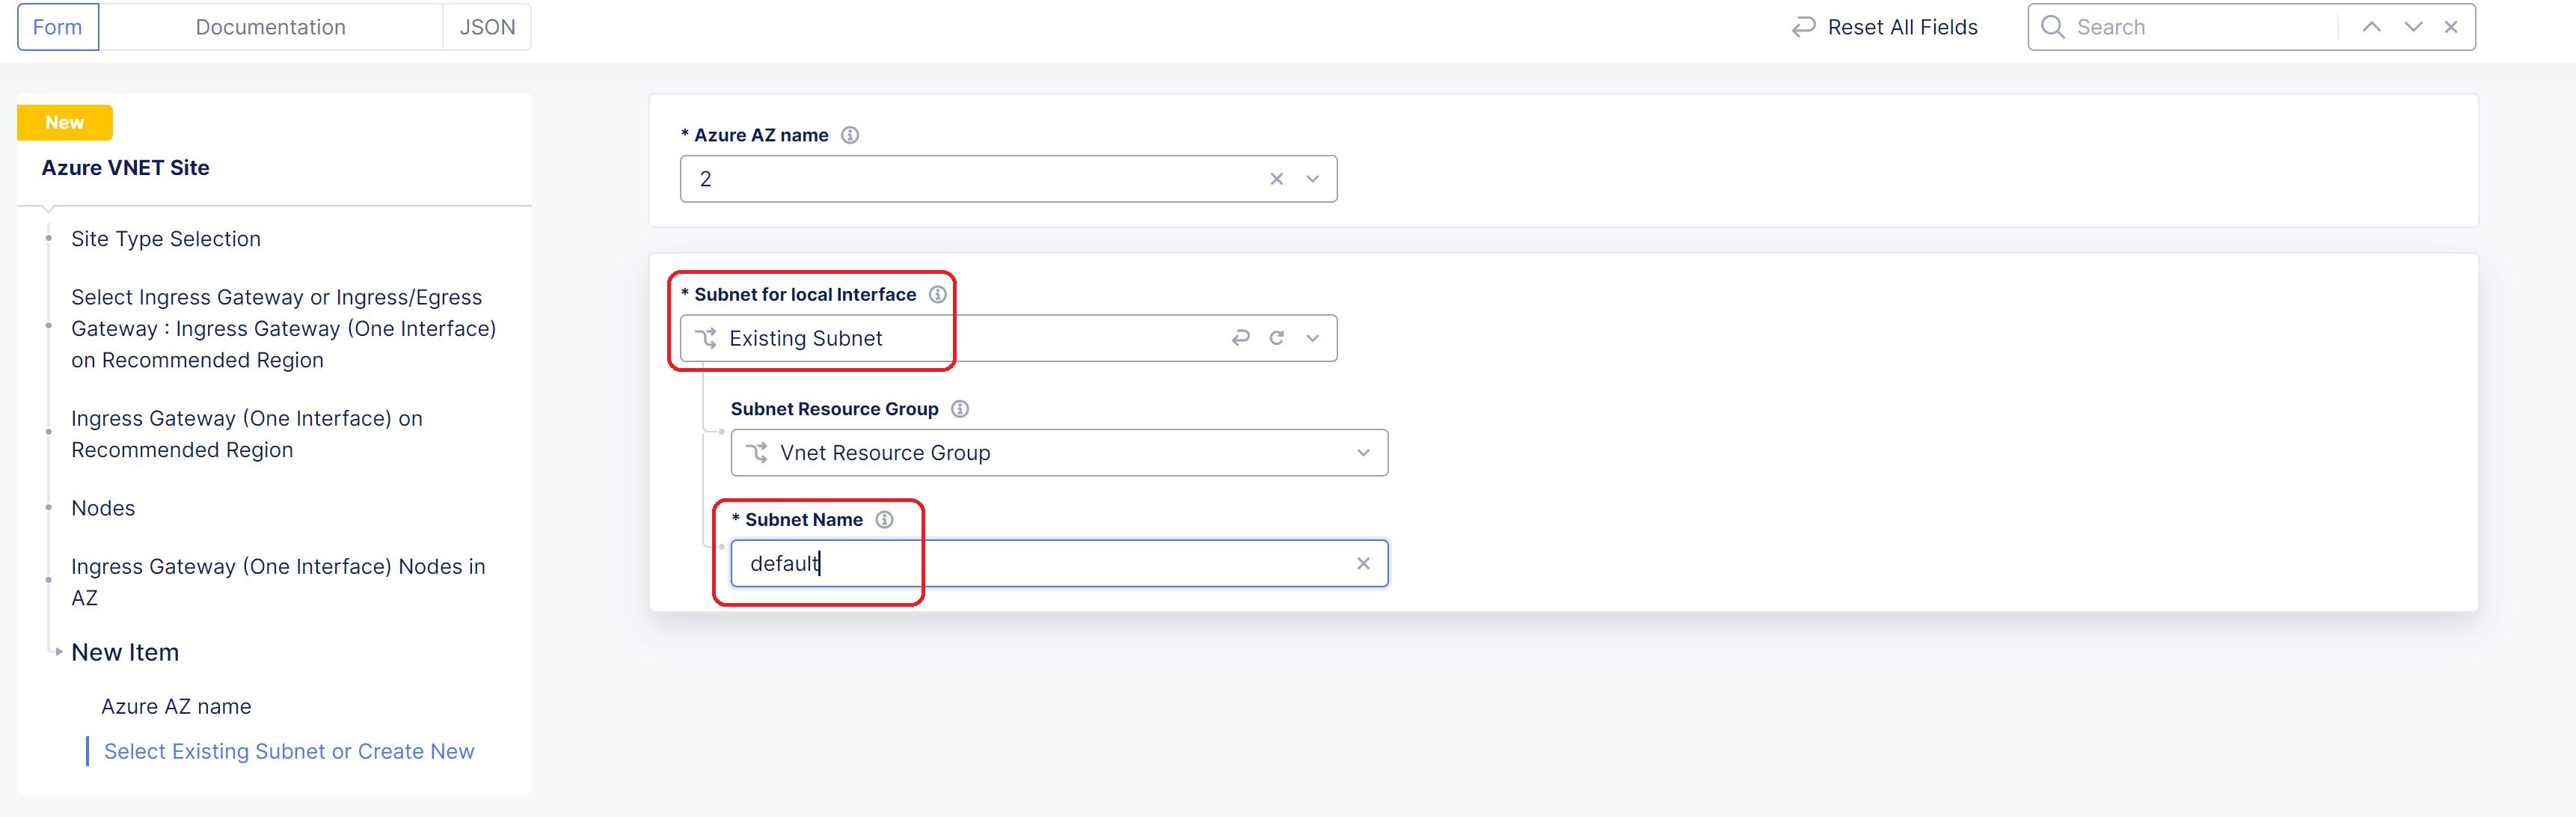 Form
Documentation
JSON
Reset All Fields
Search
New
Azure VNET Site
Site Type Selection
Select Ingress Gateway or Ingress/Egress
Gateway : Ingress Gateway (One Interface)
on Recommended Region
Ingress Gateway (One Interface) on
Recommended Region
Nodes
Ingress Gateway (One Interface) Nodes in
AZ
New Item
Azure AZ name
Select Existing Subnet or Create New
* Azure AZ name
2
* Subnet for local Interface
Existing Subnet
Subnet Resource Group
Vnet Resource Group
* Subnet Name
default